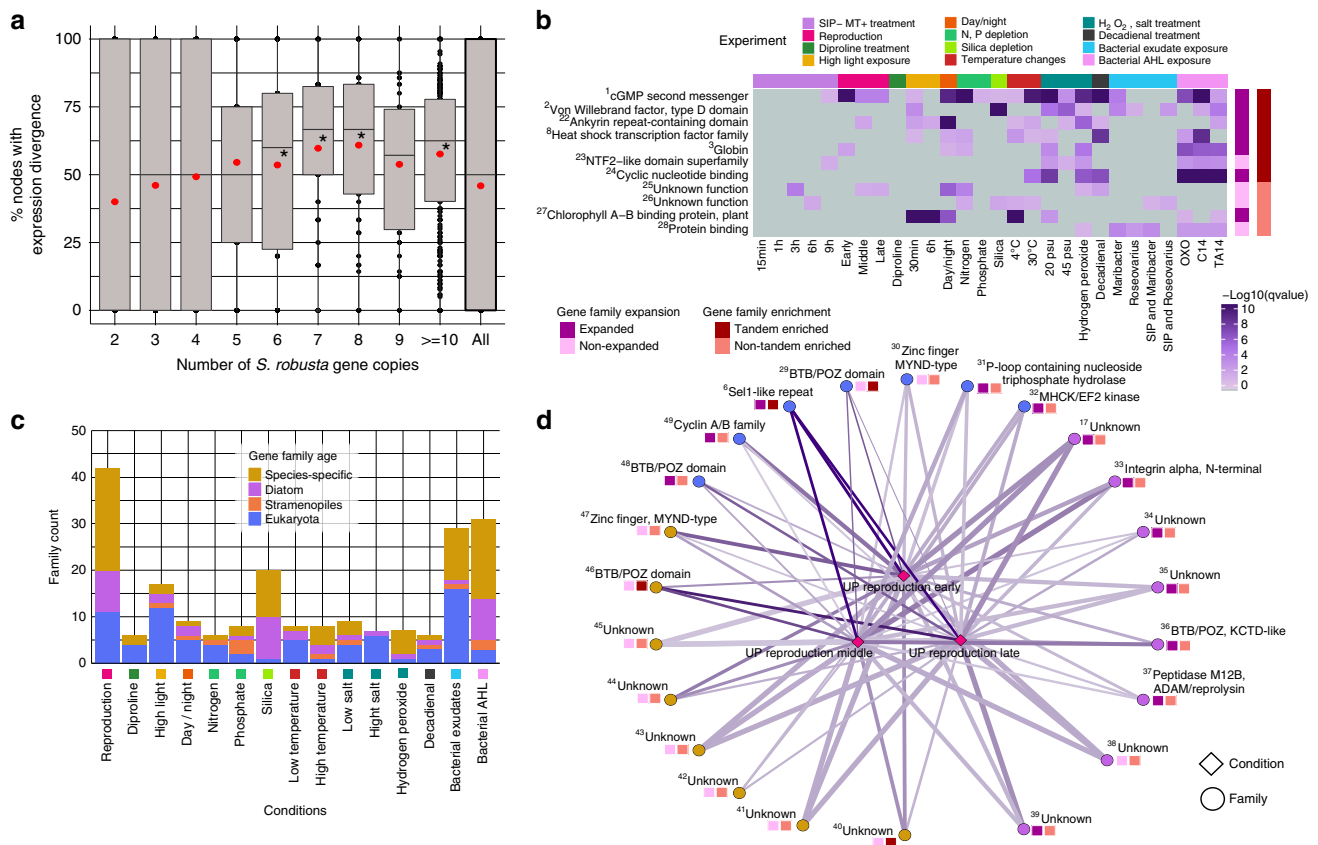 a
100
75
50
25
0
% nodes with
expression divergence
* * * *
2 3 4 5 6 7 8 9 >=10 All
Number of S. robusta gene copies
b
Experiment
SIP− MT+ treatment
Reproduction
Diproline treatment
High light exposure
Day/night
N, P depletion
Silica depletion
Temperature changes
H2 O2 , salt treatment
Decadienal treatment
Bacterial exudate exposure
Bacterial AHL exposure
1cGMP second messenger
2Von Willebrand factor, type D domain
22Ankyrin repeat-containing domain
8Heat shock transcription factor family
3Globin
23NTF2−like domain superfamily
24Cyclic nucleotide binding
25Unknown function
26Unknown function
27Chlorophyll A−B binding protein, plant
28Protein binding
15min
1h
3h
6h
9h
Early
Middle
Late
Diproline
30min
6h
Day/night
Nitrogen
Phosphate
Silica
4°C
30°C
20 psu
45 psu
Hydrogen peroxide
Decadienal
Maribacter
Roseovarius
SIP and Maribacter
SIP and Roseovarius
OXO
C14
TA14
Gene family expansion
Expanded
Non-expanded
Gene family enrichment
Tandem enriched
Non-tandem enriched
−Log10(qvalue)
10
8
6
4
2
0
c
50
40
30
20
10
0
Family count
Gene family age
Species-specific
Diatom
Stramenopiles
Eukaryota
Reproduction
Diproline
High light
Day / night
Nitrogen
Phosphate
Silica
Low temperature
High temperature
Low salt
Hight salt
Hydrogen peroxide
Decadienal
Bacterial exudates
Bacterial AHL
Conditions
d
30Zinc finger
MYND-type
31P-loop containing nucleoside
triphosphate hydrolase
29BTB/POZ domain
6Sel1-like repeat
32MHCK/EF2 kinase
49Cyclin A/B family
17Unknown
48BTB/POZ domain
33Integrin alpha, N-terminal
47Zinc finger, MYND-type
34Unknown
46BTB/POZ domain
35Unknown
45Unknown
36BTB/POZ, KCTD-like
44Unknown
37Peptidase M12B,
ADAM/reprolysin
43Unknown
38Unknown
42Unknown
41Unknown
40Unknown
39Unknown
UP reproduction early
UP reproduction middle
UP reproduction late
Condition
Family